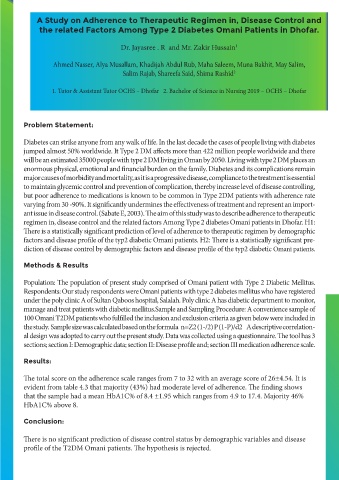 A Study on Adherence to Therapeutic Regimen in, Disease Control and
the related Factors Among Type 2 Diabetes Omani Patients in Dhofar.
Dr. Jayasree . R and Mr. Zakir Hussain¹
Ahmed Nasser, Alya Musallam, Khadijah Abdul Rub, Maha Saleem, Muna Bakhit, May Salim,
Salim Rajab, Shareefa Said, Shima Rashid²
1. Tutor & Assistant Tutor OCHS – Dhofar 2. Bachelor of Science in Nursing 2019 – OCHS – Dhofar
Problem Statement:
Diabetes can strike anyone from any walk of life. In the last decade the cases of people living with diabetes
jumped almost 50% worldwide. It Type 2 DM affects more than 422 million people worldwide and there
will be an estimated 35000 people with type 2 DM living in Oman by 2050. Living with type 2 DM places an
enormous physical, emotional and financial burden on the family. Diabetes and its complications remain
major causes of morbidity and mortality, as it is a progressive disease, compliance to the treatment is essential
to maintain glycemic control and prevention of complication, thereby increase level of disease controlling,
but poor adherence to medications is known to be common in Type 2DM patients with adherence rate
varying from 30 -90%. It significantly undermines the effectiveness of treatment and represent an import-
ant issue in disease control. (Sabate E, 2003). The aim of this study was to describe adherence to therapeutic
regimen in, disease control and the related factors Among Type 2 diabetes Omani patients in Dhofar. H1:
There is a statistically significant prediction of level of adherence to therapeutic regimen by demographic
factors and disease profile of the typ2 diabetic Omani patients. H2: There is a statistically significant pre-
diction of disease control by demographic factors and disease profile of the typ2 diabetic Omani patients.
Methods & Results
Population: The population of present study comprised of Omani patient with Type 2 Diabetic Mellitus.
Respondents: Our study respondents were Omani patients with type 2 diabetes mellitus who have registered
under the poly clinic A of Sultan Qaboos hospital, Salalah. Poly clinic A has diabetic department to monitor,
manage and treat patients with diabetic mellitus.Sample and Sampling Procedure: A convenience sample of
100 Omani T2DM patients who fulfilled the inclusion and exclusion criteria as given below were included in
the study. Sample size was calculated based on the formula n=Z2 (1-/2)P (1-P)/d2 A descriptive correlation-
al design was adopted to carry out the present study. Data was collected using a questionnaire. The tool has 3
sections; section I: Demographic data; section II: Disease profile and; section III medication adherence scale.
Results:
The total score on the adherence scale ranges from 7 to 32 with an average score of 26±4.54. It is
evident from table 4.3 that majority (43%) had moderate level of adherence. The finding shows
that the sample had a mean HbA1C% of 8.4 ±1.95 which ranges from 4.9 to 17.4. Majority 46%
HbA1C% above 8.
Conclusion:
There is no significant prediction of disease control status by demographic variables and disease
profile of the T2DM Omani patients. The hypothesis is rejected.